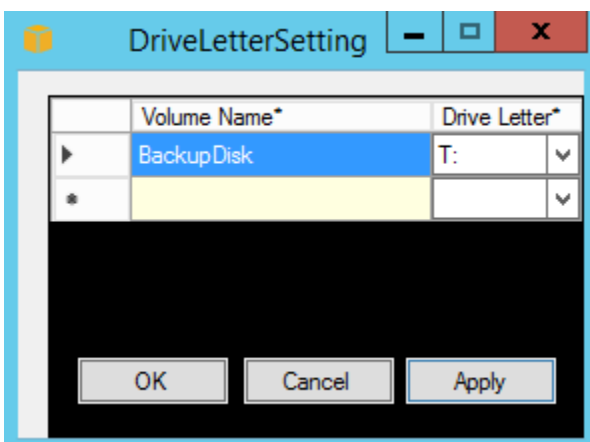 DriveLetterSetting
Volume Name* Drive Letter*
BackupDisk T:
OK Cancel Apply